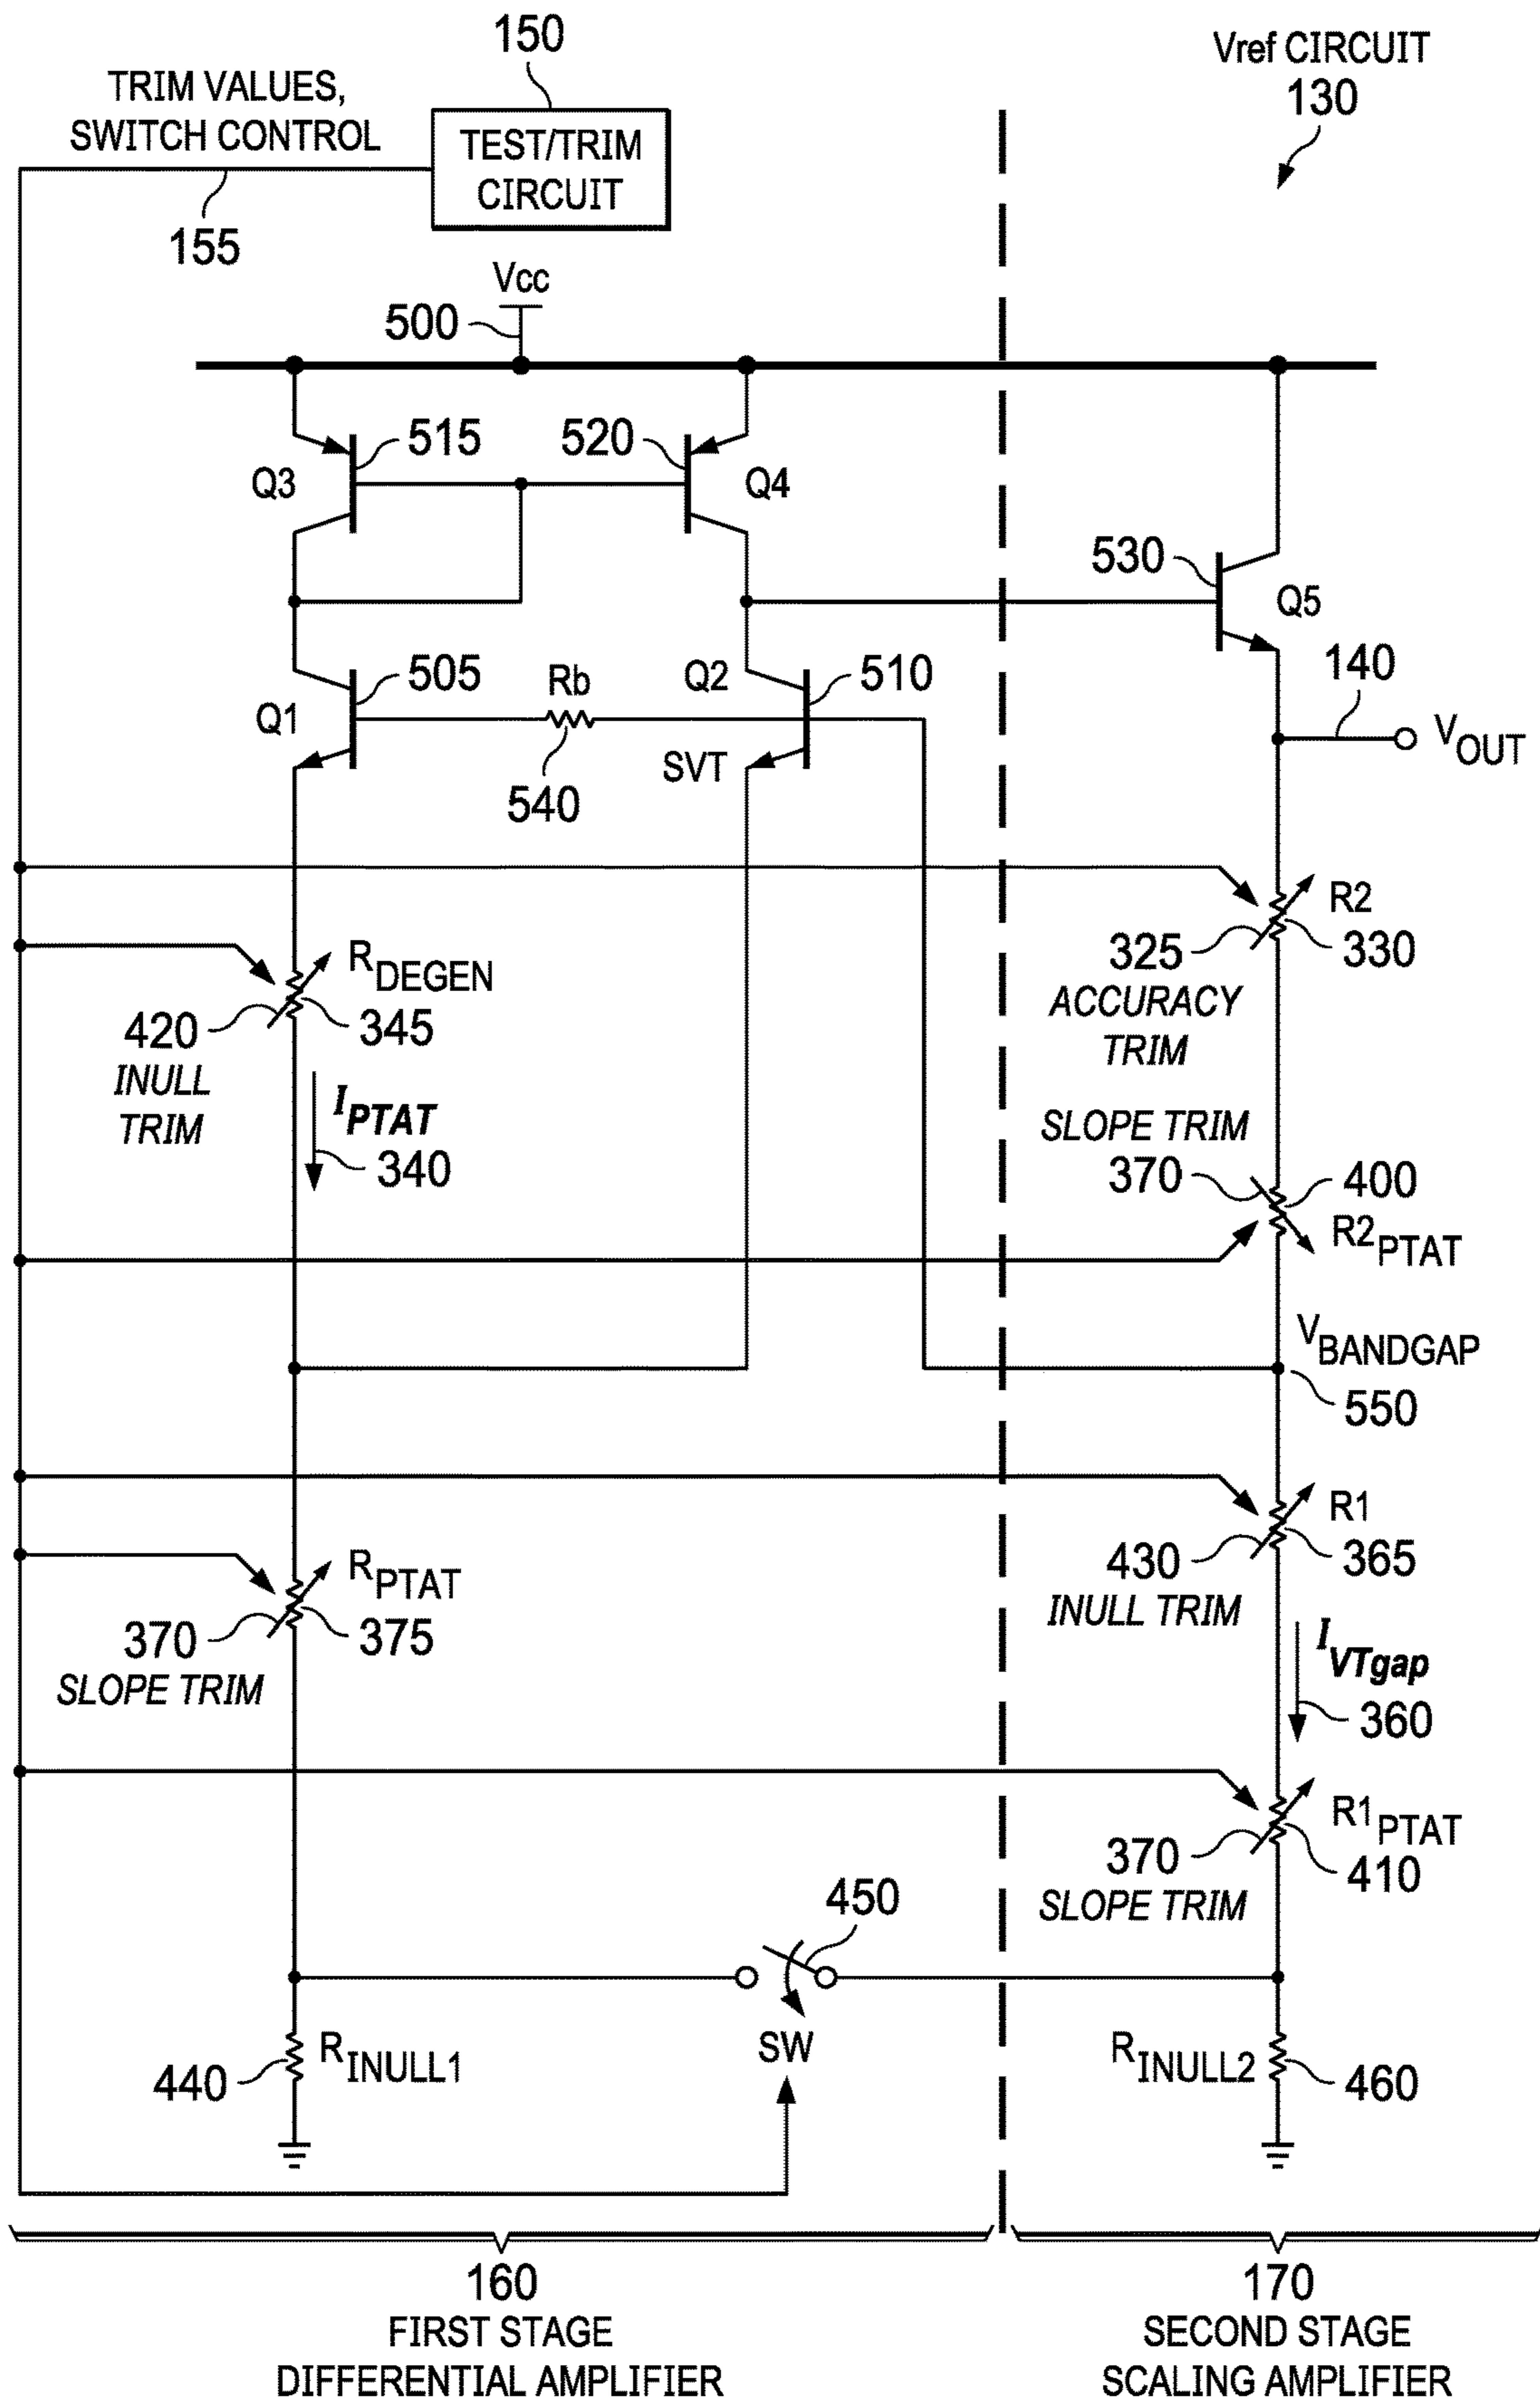 150
Vref CIRCUIT
130
TRIM VALUES,
SWITCH CONTROL
TEST/TRIM
CIRCUIT
155
Vcc
500
515
520
Q3
Q4
530
Q5
505
Rb
Q2
510
140
Q1
VOUT
SVT
540
R2
RDEGEN
325
330
420
345
ACCURACY
TRIM
INULL
TRIM
IPTAT
340
SLOPE TRIM
370
400
R2PTAT
VBANDGAP
550
R1
RPTAT
430
365
370
375
INULL TRIM
SLOPE TRIM
IVTgap
360
R1PTAT
370
410
SLOPE TRIM
450
SW
RINULL1
440
RINULL2
460
160
170
FIRST STAGE
DIFFERENTIAL AMPLIFIER
SECOND STAGE
SCALING AMPLIFIER